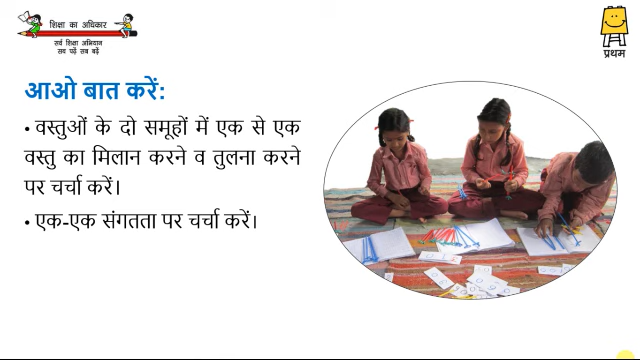 शिक्षा का अधिकार
सर्व शिक्षा अभियान
सब पढ़ें सब बढ़ें
प्रथम
आओ बात करें:
• वस्तुओं के दो समूहों में एक से एक
वस्तु का मिलान करने व तुलना करने
पर चर्चा करें।
• एक-एक संगतता पर चर्चा करें।